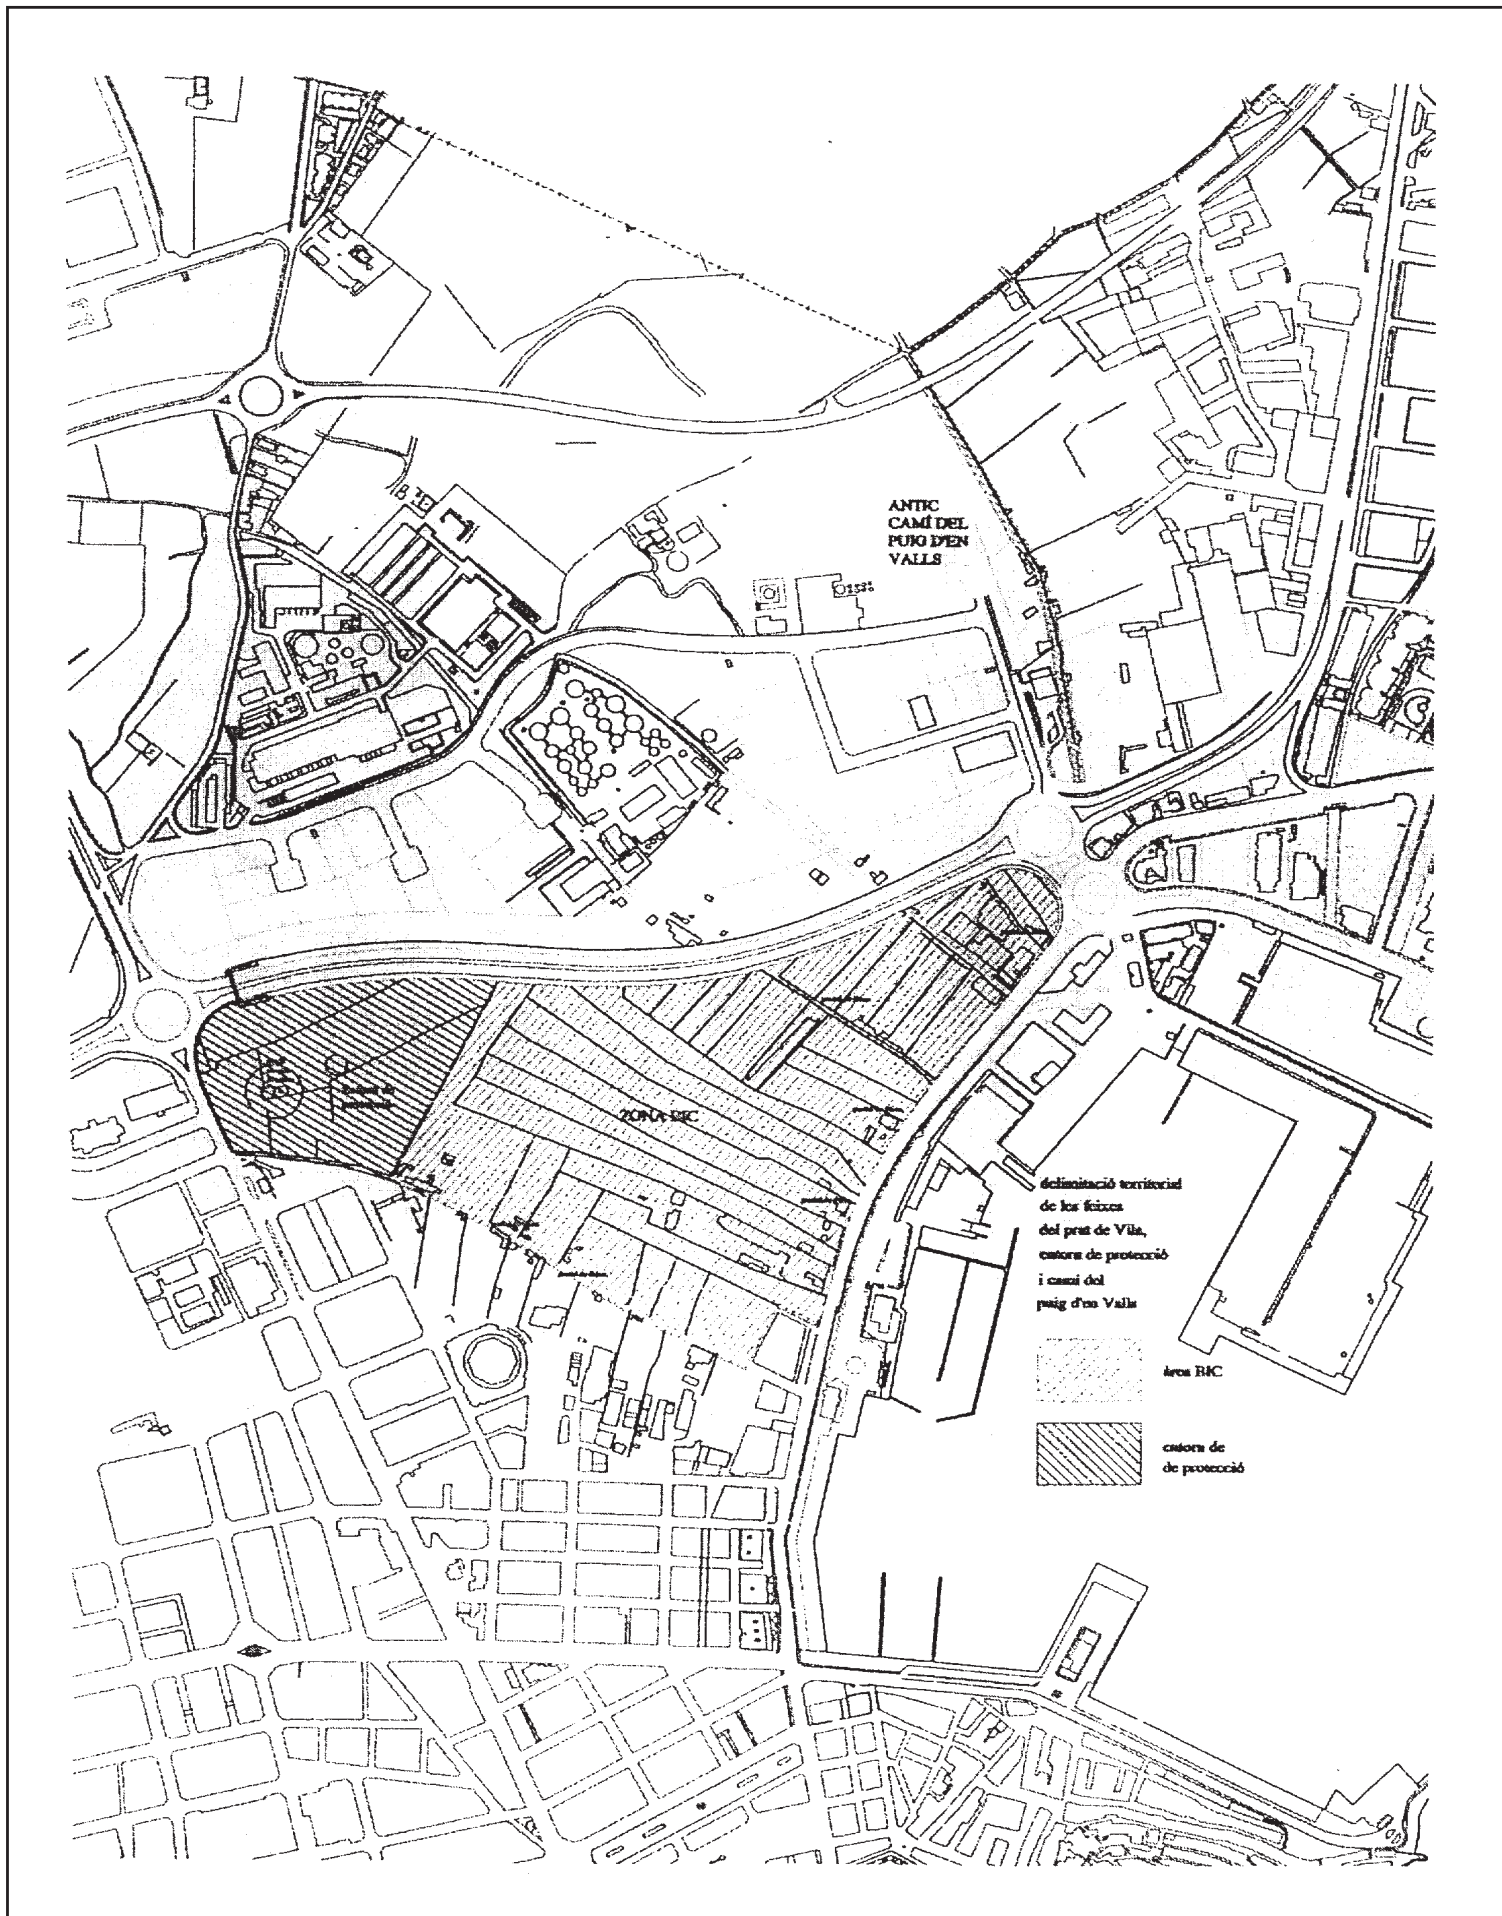 ANTIC
CAMÍ DEL
PUIG D'EN
VALLS
ZONA BIC
delimitació territorial
de les feixes
del prat de Vila,
entorn de protecció
i camí del
puig d'en Valls
àrea BIC
entorn de
de protecció